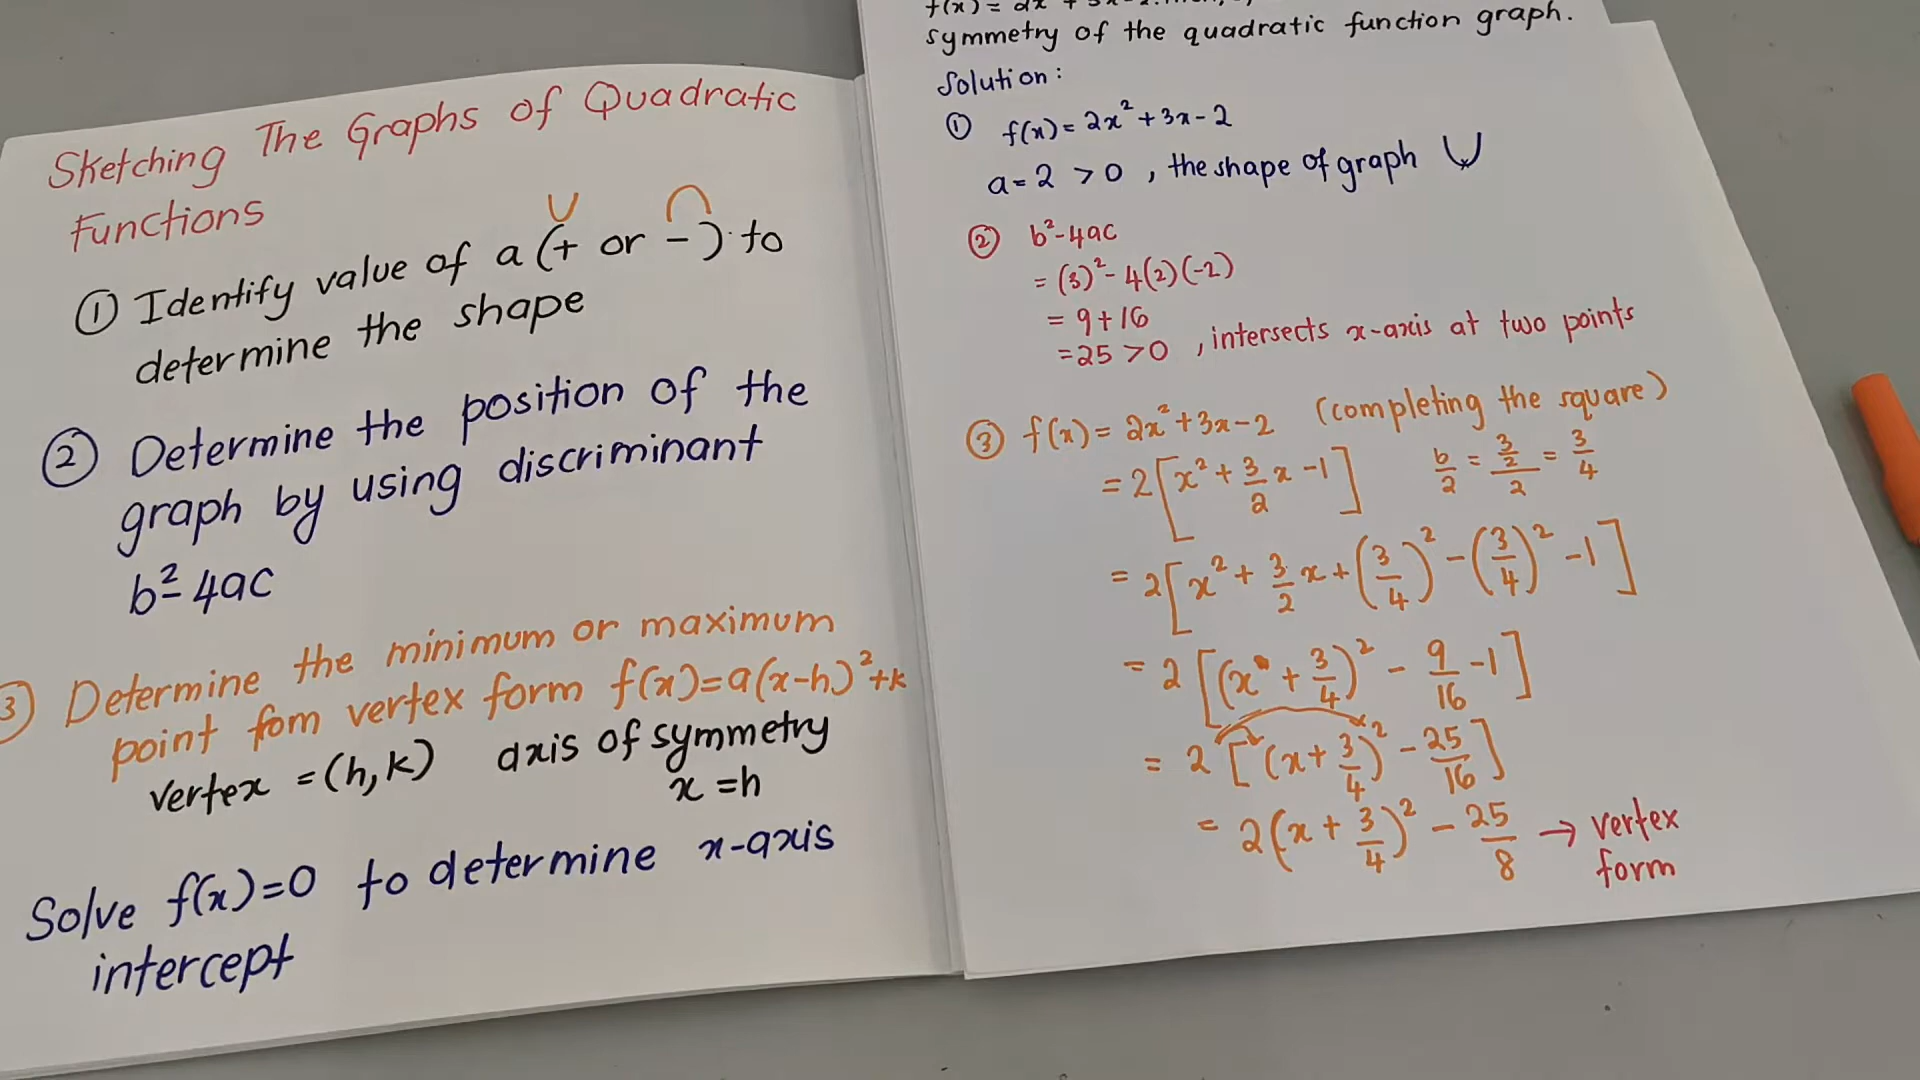 Sketching The Graphs of Quadratic
Functions
① Identify value of a (+ or -) to
determine the shape
② Determine the position of the
graph by using discriminant
b²-4ac
3) Determine the minimum or maximum
point fom vertex form f(x)=a(x-h)²+k
vertex =(h,k) axis of symmetry
x =h
Solve f(x)=0 to determine x-axis
intercept
symmetry of the quadratic function graph.
Solution:
① f(x)= 2x²+3x-2
a=2 >0 , the shape of graph ∪
② b²-4ac
= (3)²- 4(2)(-2)
= 9+16
=25 >0 , intersects x-axis at two points
③ f(x)= 2x²+3x-2 (completing the square)
= 2[x²+3/2 x -1] b/2 = 3/2/2 = 3/4
= 2[x²+3/2 x+(3/4)²-(3/4)²-1]
= 2[(x+3/4)² - 9/16 -1]
= 2[(x+3/4)² - 25/16]
= 2(x+3/4)² - 25/8 → vertex
form